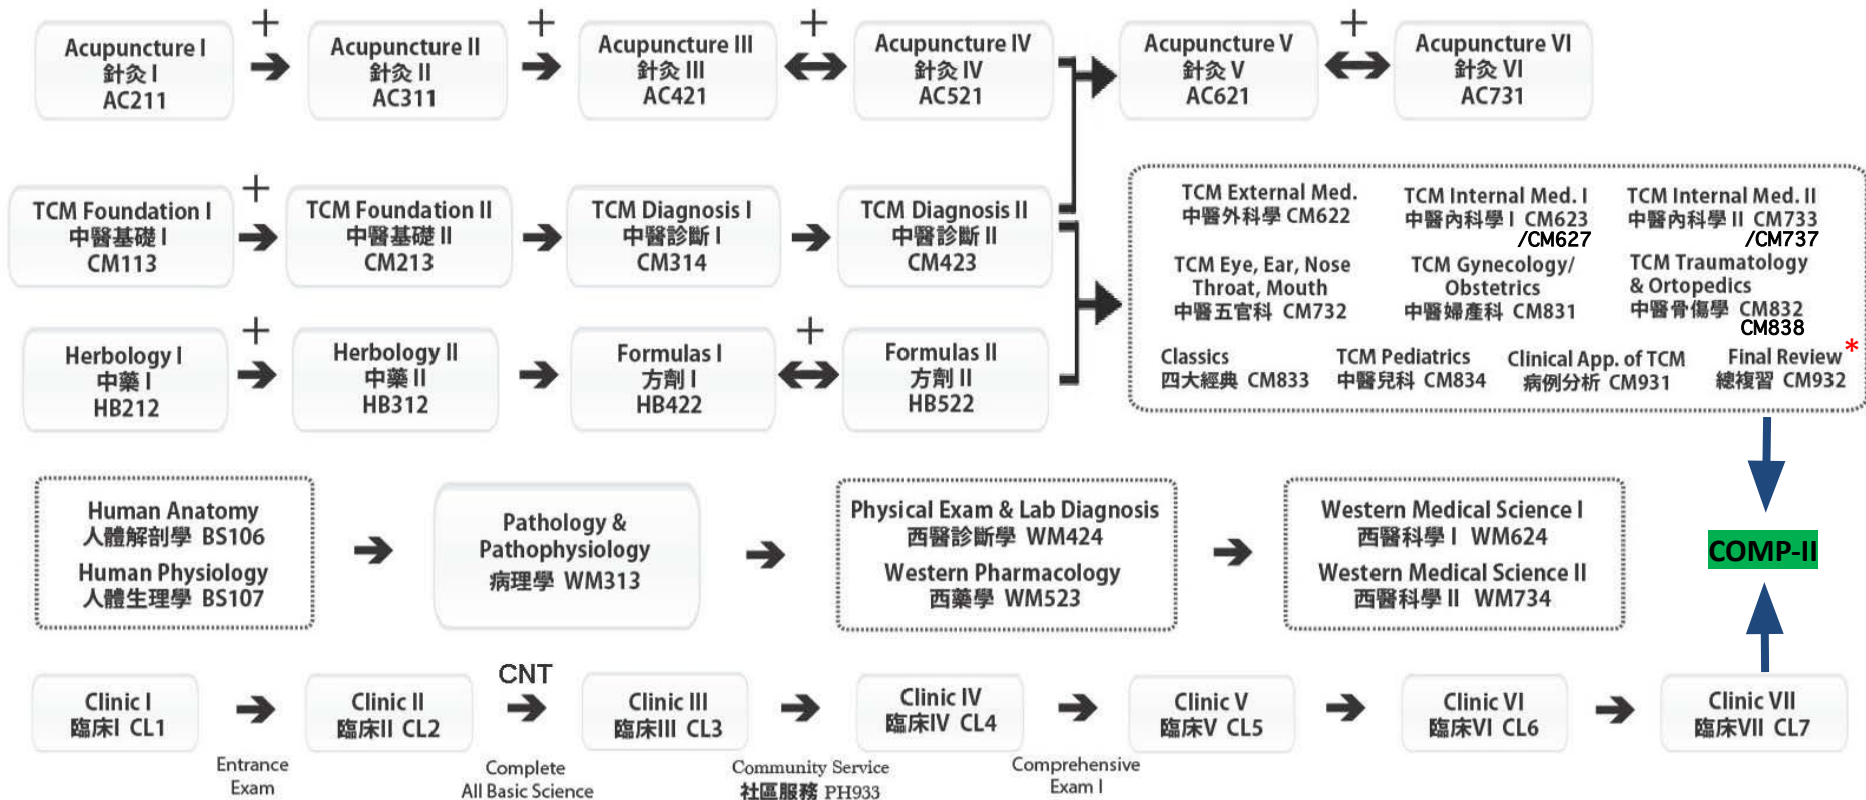 +
+
+
+
Acupuncture I
針灸 I
AC211
Acupuncture II
針灸 II
AC311
Acupuncture III
針灸 III
AC421
Acupuncture IV
針灸 IV
AC521
Acupuncture V
針灸 V
AC621
Acupuncture VI
針灸 VI
AC731
+
TCM Foundation I
中醫基礎 I
CM113
TCM Foundation II
中醫基礎 II
CM213
TCM Diagnosis I
中醫診斷 I
CM314
TCM Diagnosis II
中醫診斷 II
CM423
+
+
Herbology I
中藥 I
HB212
Herbology II
中藥 II
HB312
Formulas I
方劑 I
HB422
Formulas II
方劑 II
HB522
TCM External Med.
中醫外科學 CM622
TCM Internal Med. I
中醫內科學 I CM623
/CM627
TCM Internal Med. II
中醫內科學 II CM733
/CM737
TCM Eye, Ear, Nose
Throat, Mouth
中醫五官科 CM732
TCM Gynecology/
Obstetrics
中醫婦產科 CM831
TCM Traumatology
& Ortopedics
中醫骨傷學 CM832
CM838
Classics
四大經典 CM833
TCM Pediatrics
中醫兒科 CM834
Clinical App. of TCM
病例分析 CM931
Final Review *
總複習 CM932
Human Anatomy
人體解剖學 BS106
Human Physiology
人體生理學 BS107
Pathology &
Pathophysiology
病理學 WM313
Physical Exam & Lab Diagnosis
西醫診斷學 WM424
Western Pharmacology
西藥學 WM523
Western Medical Science I
西醫科學 I WM624
Western Medical Science II
西醫科學 II WM734
COMP-II
Clinic I
臨床I CL1
Entrance
Exam
Clinic II
臨床II CL2
CNT
Complete
All Basic Science
Clinic III
臨床III CL3
Community Service
社區服務 PH933
Clinic IV
臨床IV CL4
Comprehensive
Exam I
Clinic V
臨床V CL5
Clinic VI
臨床VI CL6
Clinic VII
臨床VII CL7